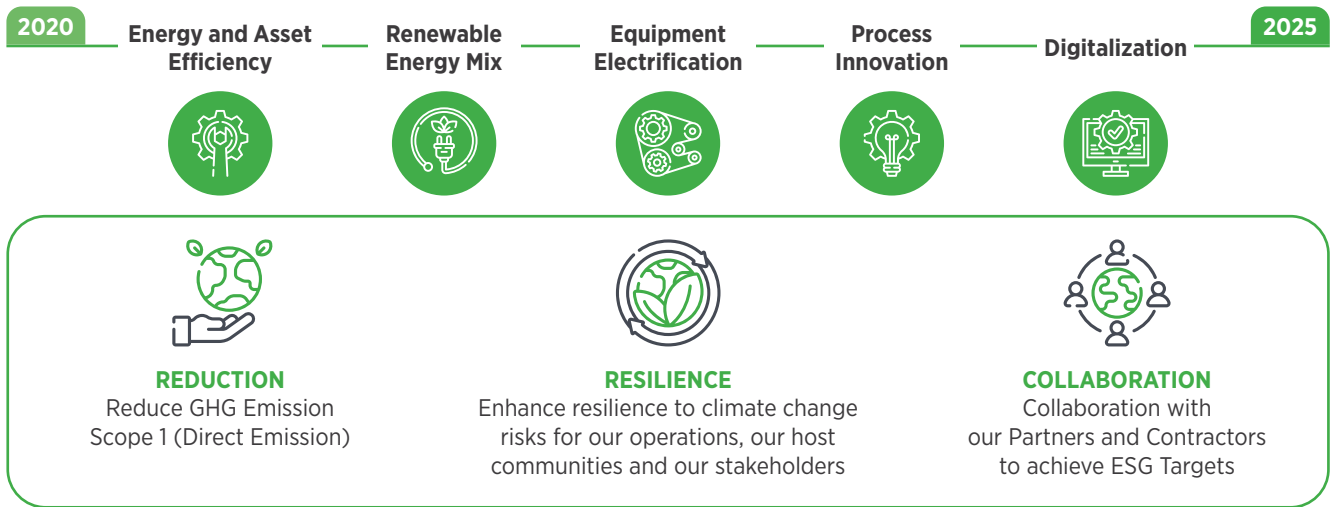 2020
Energy and Asset
Efficiency
Renewable
Energy Mix
Equipment
Electrification
Process
Innovation
Digitalization
2025
REDUCTION
Reduce GHG Emission
Scope 1 (Direct Emission)
RESILIENCE
Enhance resilience to climate change
risks for our operations, our host
communities and our stakeholders
COLLABORATION
Collaboration with
our Partners and Contractors
to achieve ESG Targets